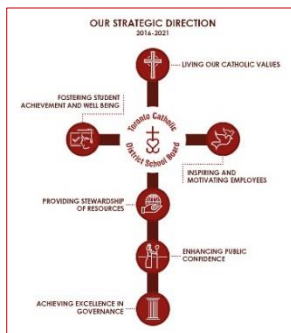 OUR STRATEGIC DIRECTION
2016-2021
LIVING OUR CATHOLIC VALUES
FOSTERING STUDENT
ACHIEVEMENT AND WELL BEING
Toronto Catholic
District School Board
INSPIRING AND
MOTIVATING EMPLOYEES
PROVIDING STEWARDSHIP
OF RESOURCES
ENHANCING PUBLIC
CONFIDENCE
ACHIEVING EXCELLENCE IN
GOVERNANCE